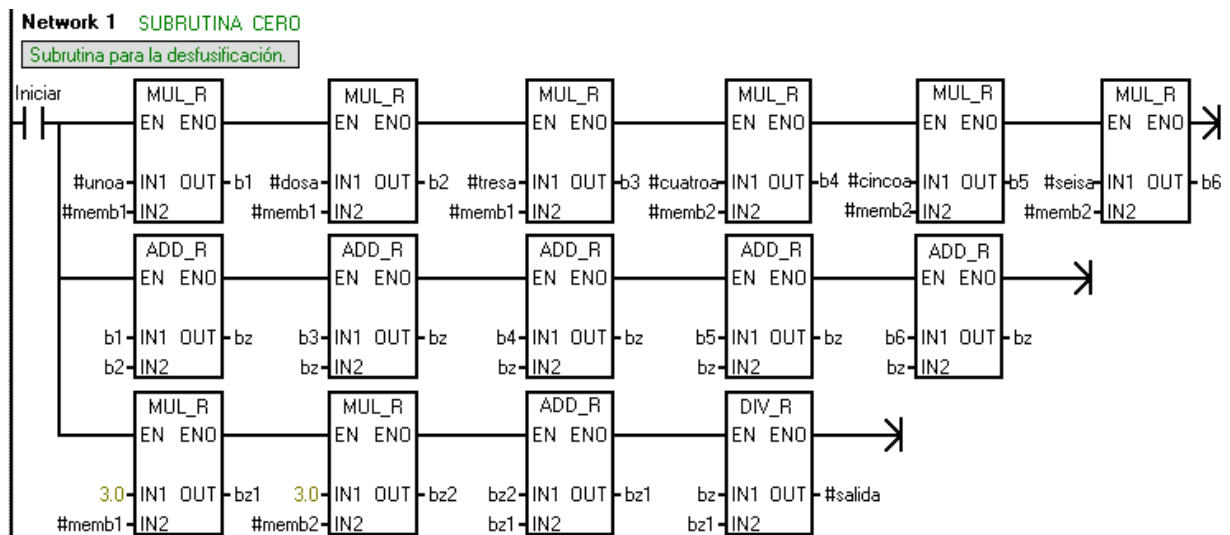 Network 1 SUBRUTINA CERO
Subrutina para la desfusificación.
Iniciar
MUL_R MUL_R MUL_R MUL_R MUL_R MUL_R
EN ENO EN ENO EN ENO EN ENO EN ENO EN ENO
#unoa IN1 OUT b1 #dosa IN1 OUT b2 #tresa IN1 OUT b3 #cuatroa IN1 OUT b4 #cincoa IN1 OUT b5 #seisa IN1 OUT b6
#memb1 IN2 #memb1 IN2 #memb1 IN2 #memb2 IN2 #memb2 IN2 #memb2 IN2
ADD_R ADD_R ADD_R ADD_R ADD_R
EN ENO EN ENO EN ENO EN ENO EN ENO
b1 IN1 OUT bz b3 IN1 OUT bz b4 IN1 OUT bz b5 IN1 OUT bz b6 IN1 OUT bz
b2 IN2 bz IN2 bz IN2 bz IN2 bz IN2
MUL_R MUL_R ADD_R DIV_R
EN ENO EN ENO EN ENO EN ENO
3.0 IN1 OUT bz1 3.0 IN1 OUT bz2 bz2 IN1 OUT bz1 bz IN1 OUT #salida
#memb1 IN2 #memb2 IN2 bz1 IN2 bz1 IN2